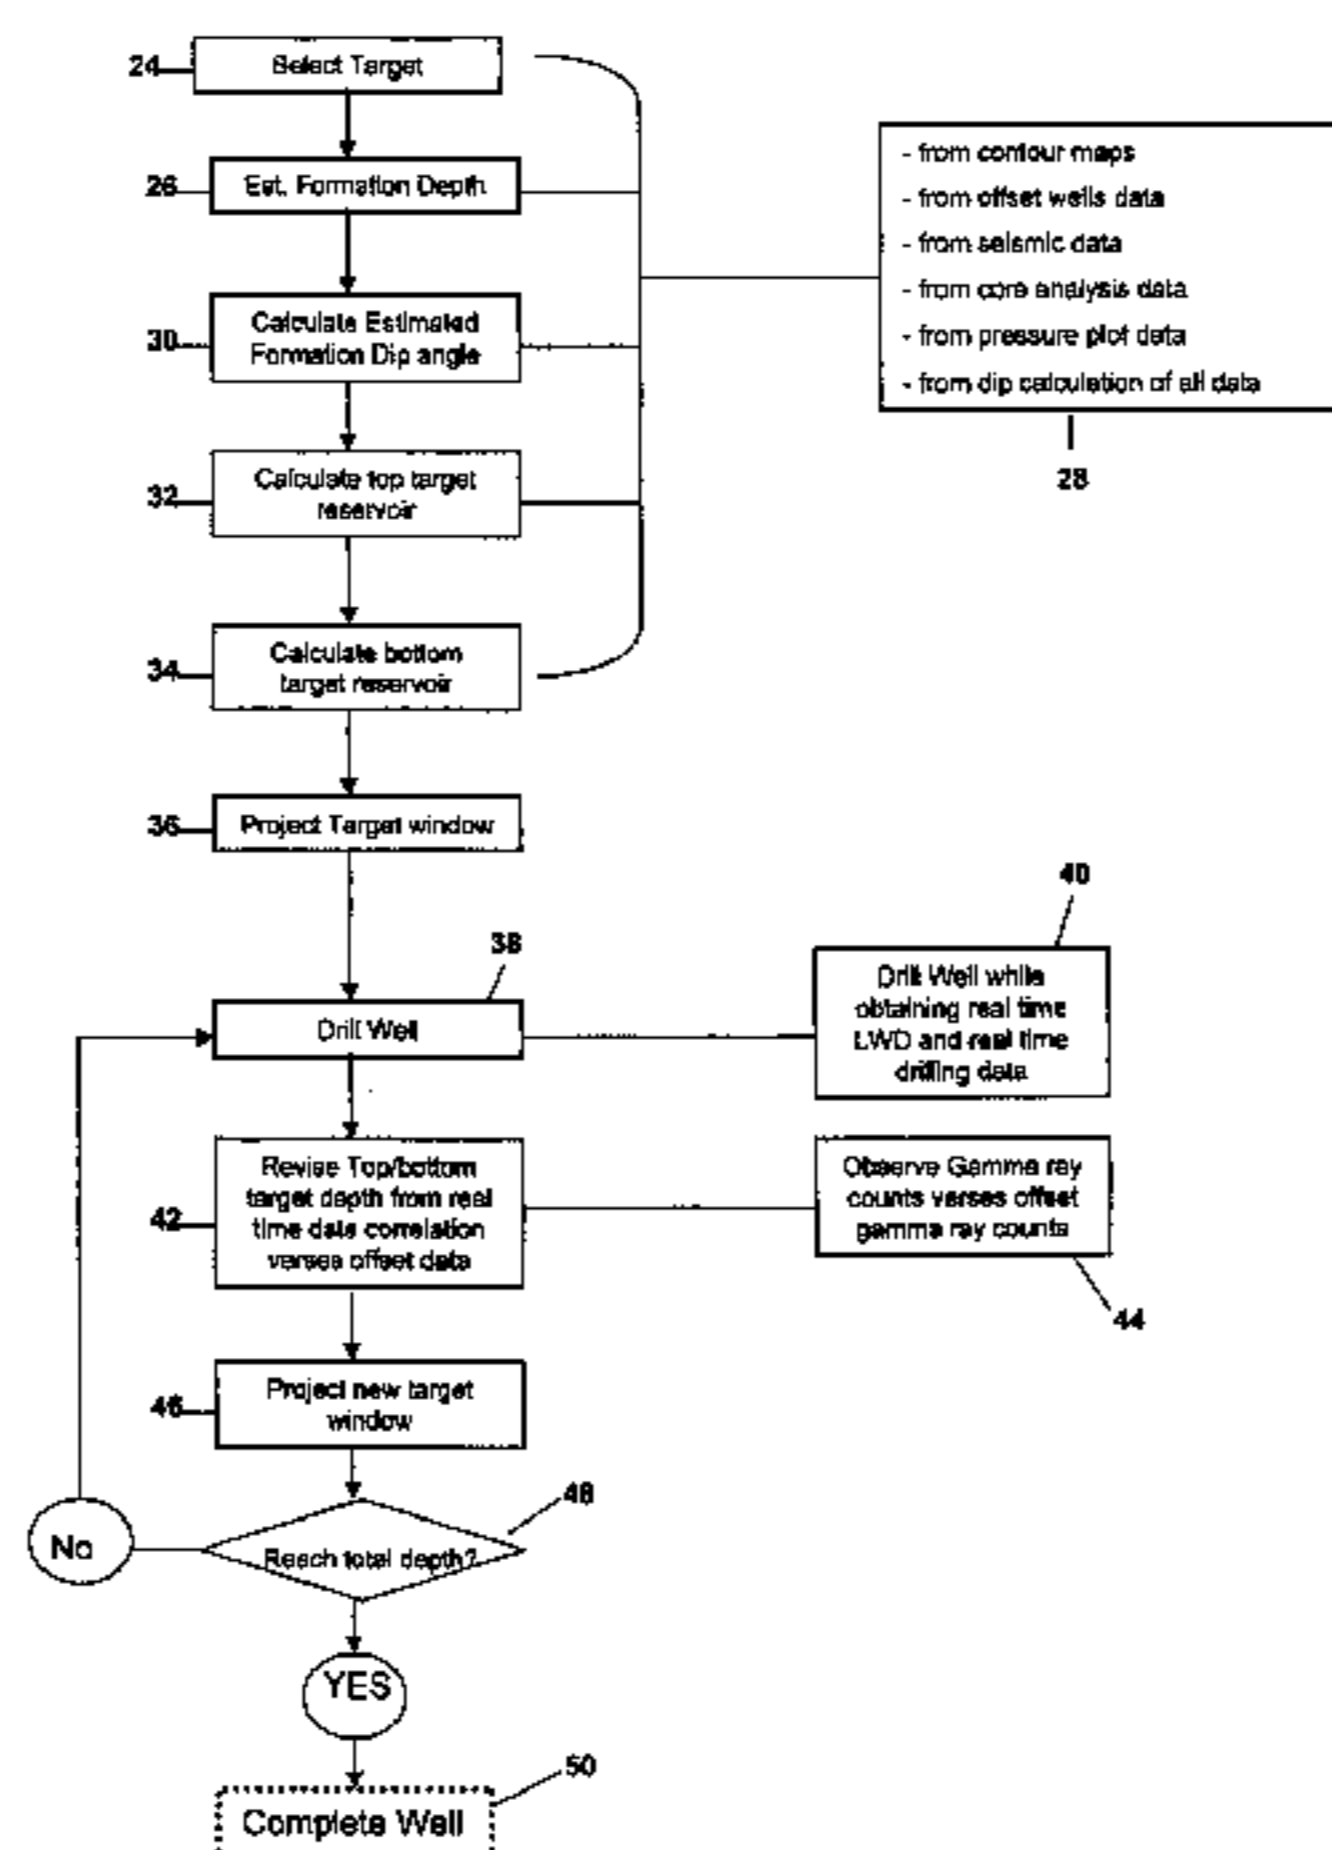 24
Select Target
26
Est. Formation Depth
30
Calculate Estimated
Formation Dip angle
32
Calculate top target
reservoir
34
Calculate bottom
target reservoir
- from contour maps
- from offset wells data
- from seismic data
- from core analysis data
- from pressure plot data
- from dip calculation of all data
28
36
Project Target window
38
Drill Well
40
Drill Well while
obtaining real time
LWD and real time
drilling data
42
Revise Top/bottom
target depth from real
time data correlation
verses offset data
Observe Gamma ray
counts verses offset
gamma ray counts
44
46
Project new target
window
48
No
Reach total depth?
YES
50
Complete Well